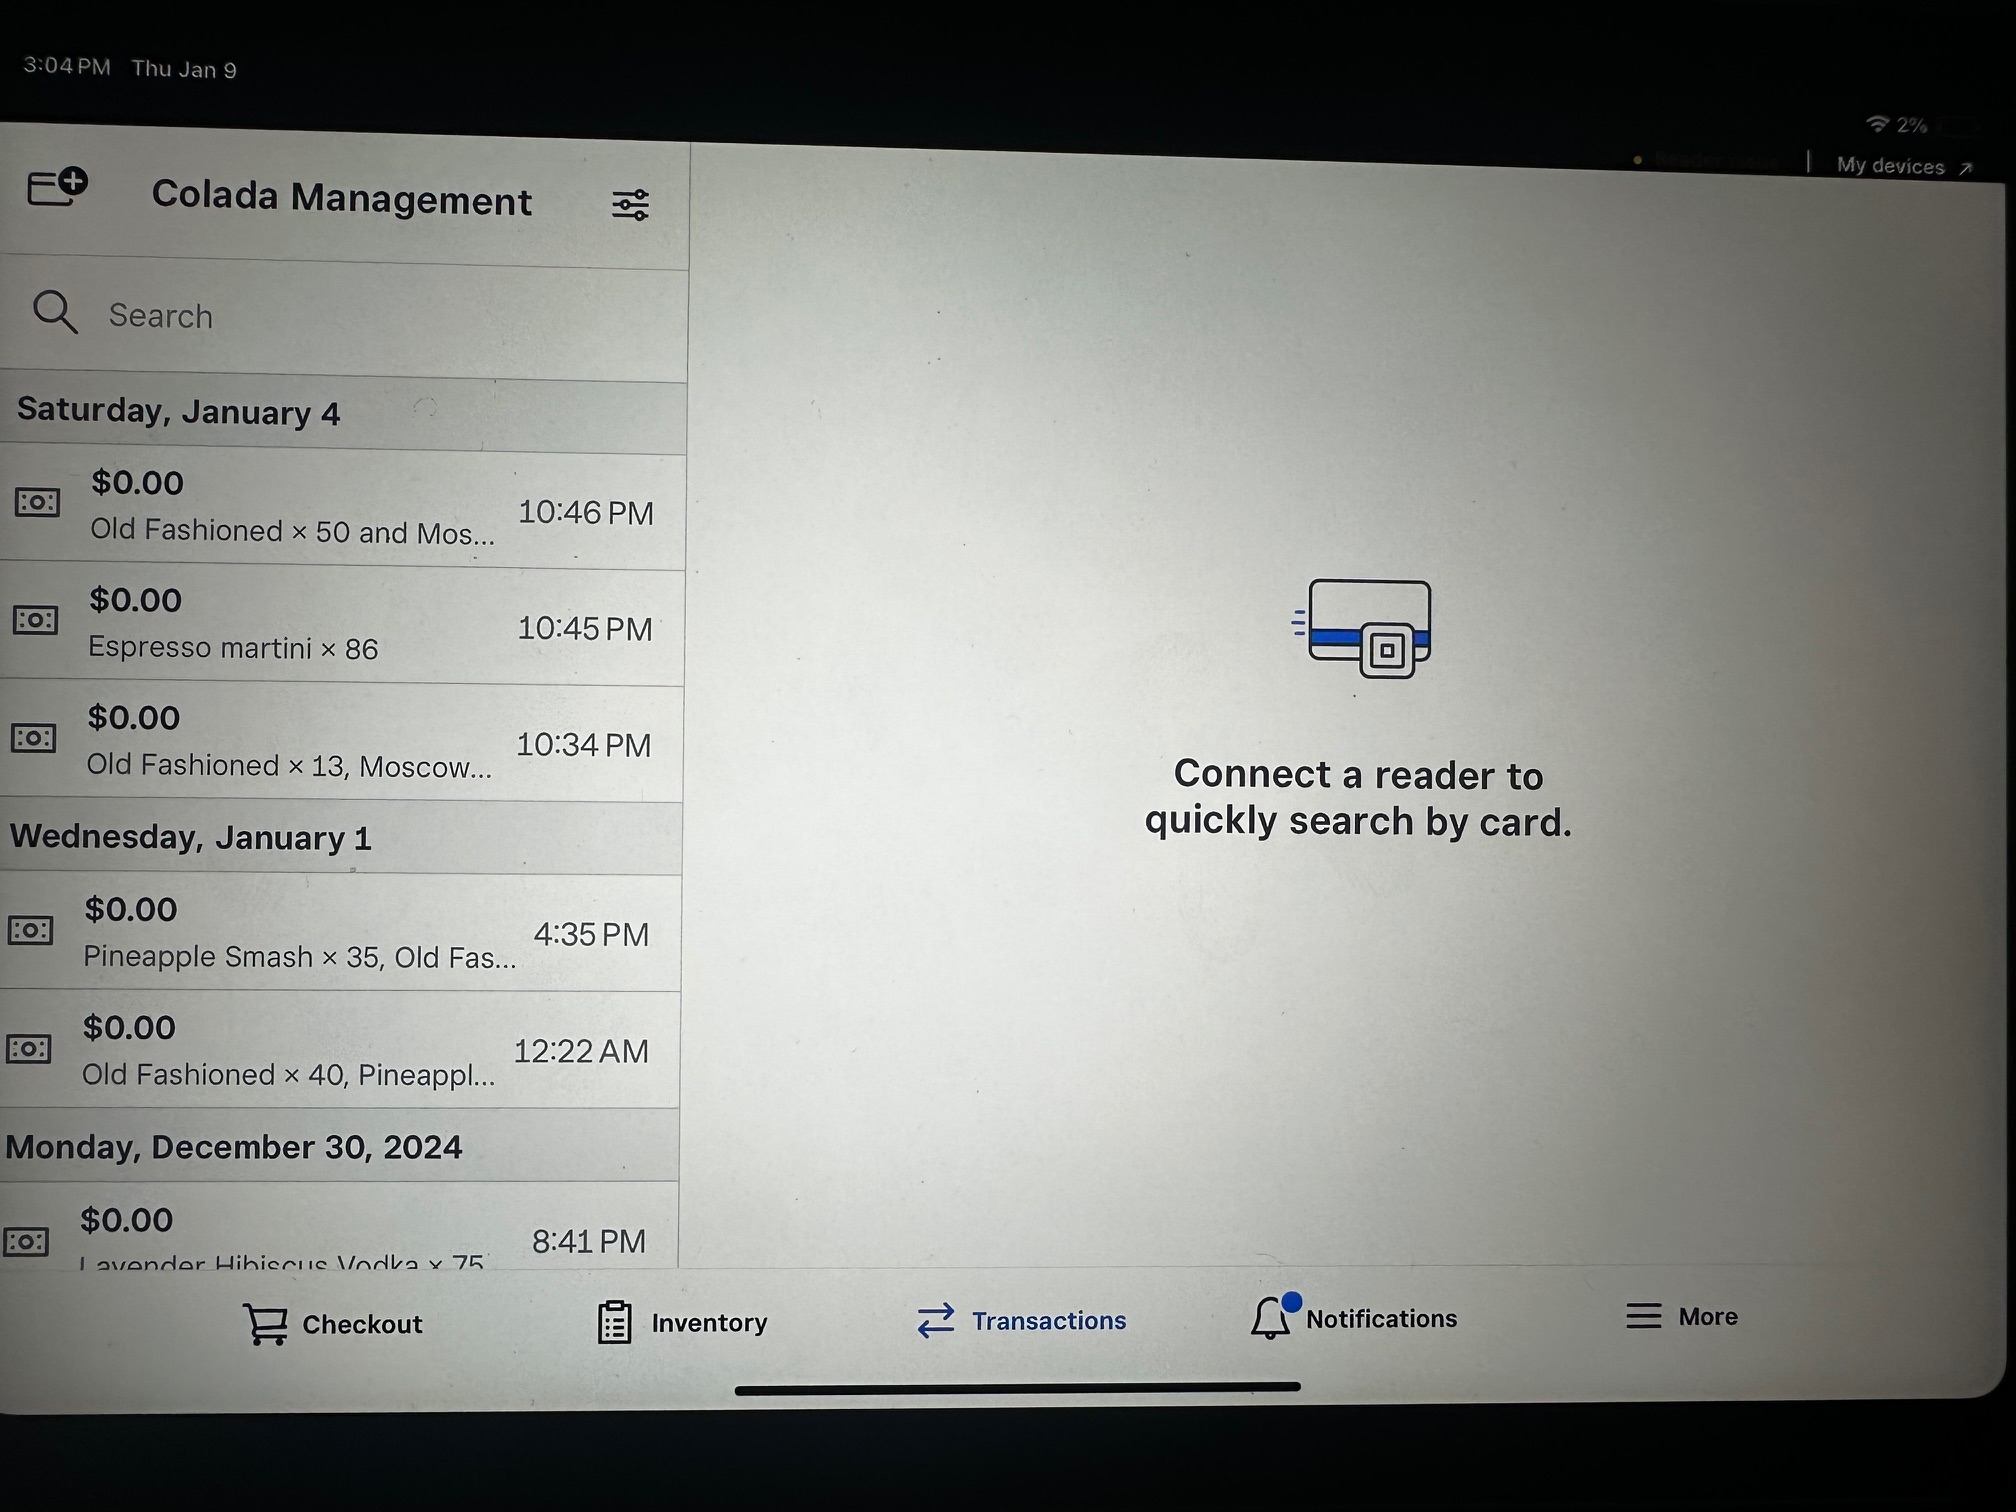 3:04 PM Thu Jan 9
2%
My devices ↗
Colada Management
Search
Saturday, January 4
$0.00
Old Fashioned × 50 and Mos... 10:46 PM
$0.00
Espresso martini × 86 10:45 PM
$0.00
Old Fashioned × 13, Moscow... 10:34 PM
Wednesday, January 1
$0.00
Pineapple Smash × 35, Old Fas... 4:35 PM
$0.00
Old Fashioned × 40, Pineappl... 12:22 AM
Monday, December 30, 2024
$0.00
Lavender Hibiscus Vodka × 75 8:41 PM
Connect a reader to
quickly search by card.
Checkout
Inventory
Transactions
Notifications
More